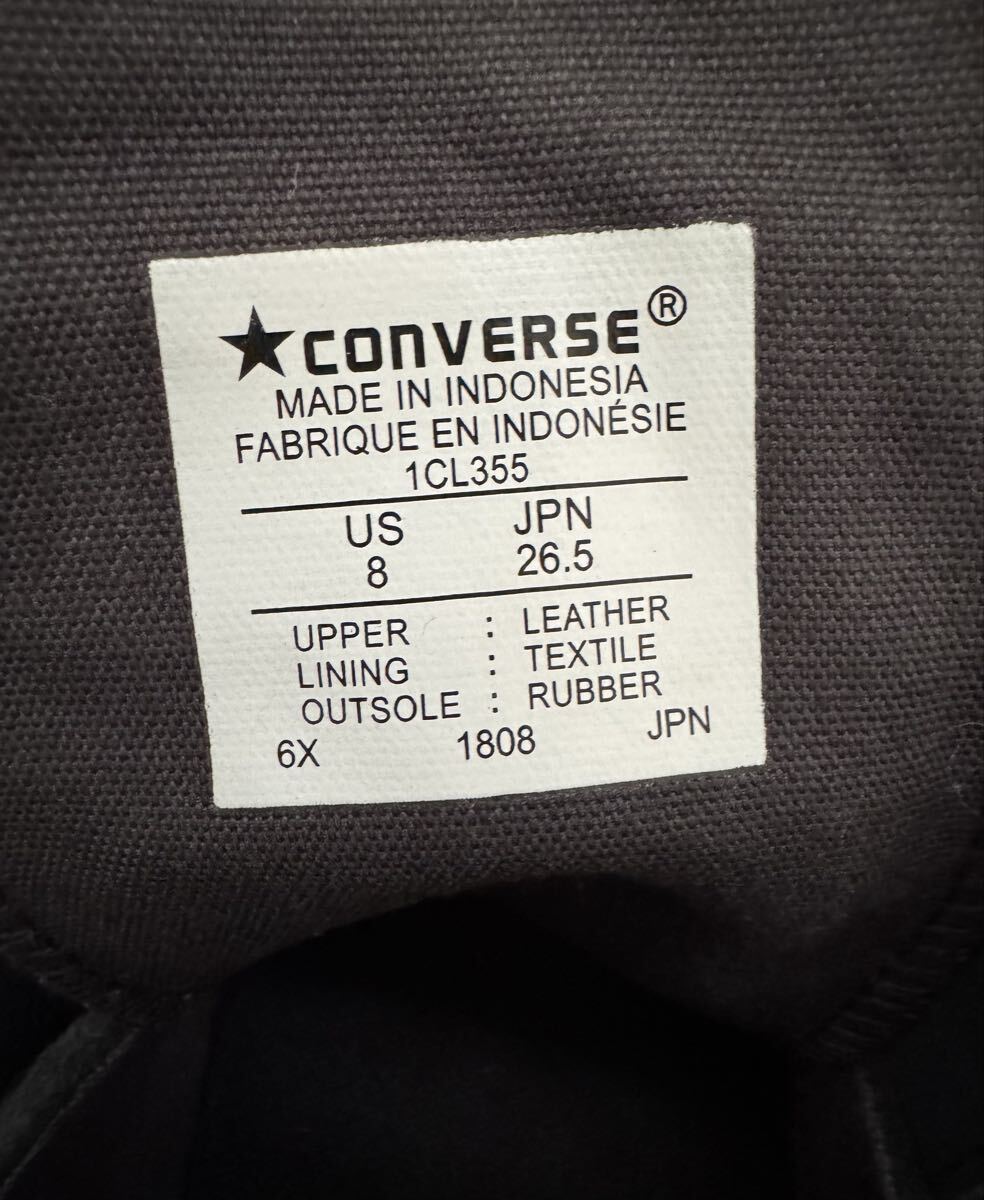 ★CONVERSE®
MADE IN INDONESIA
FABRIQUE EN INDONÉSIE
1CL355
US JPN
8 26.5
UPPER : LEATHER
LINING : TEXTILE
OUTSOLE : RUBBER
6X 1808 JPN